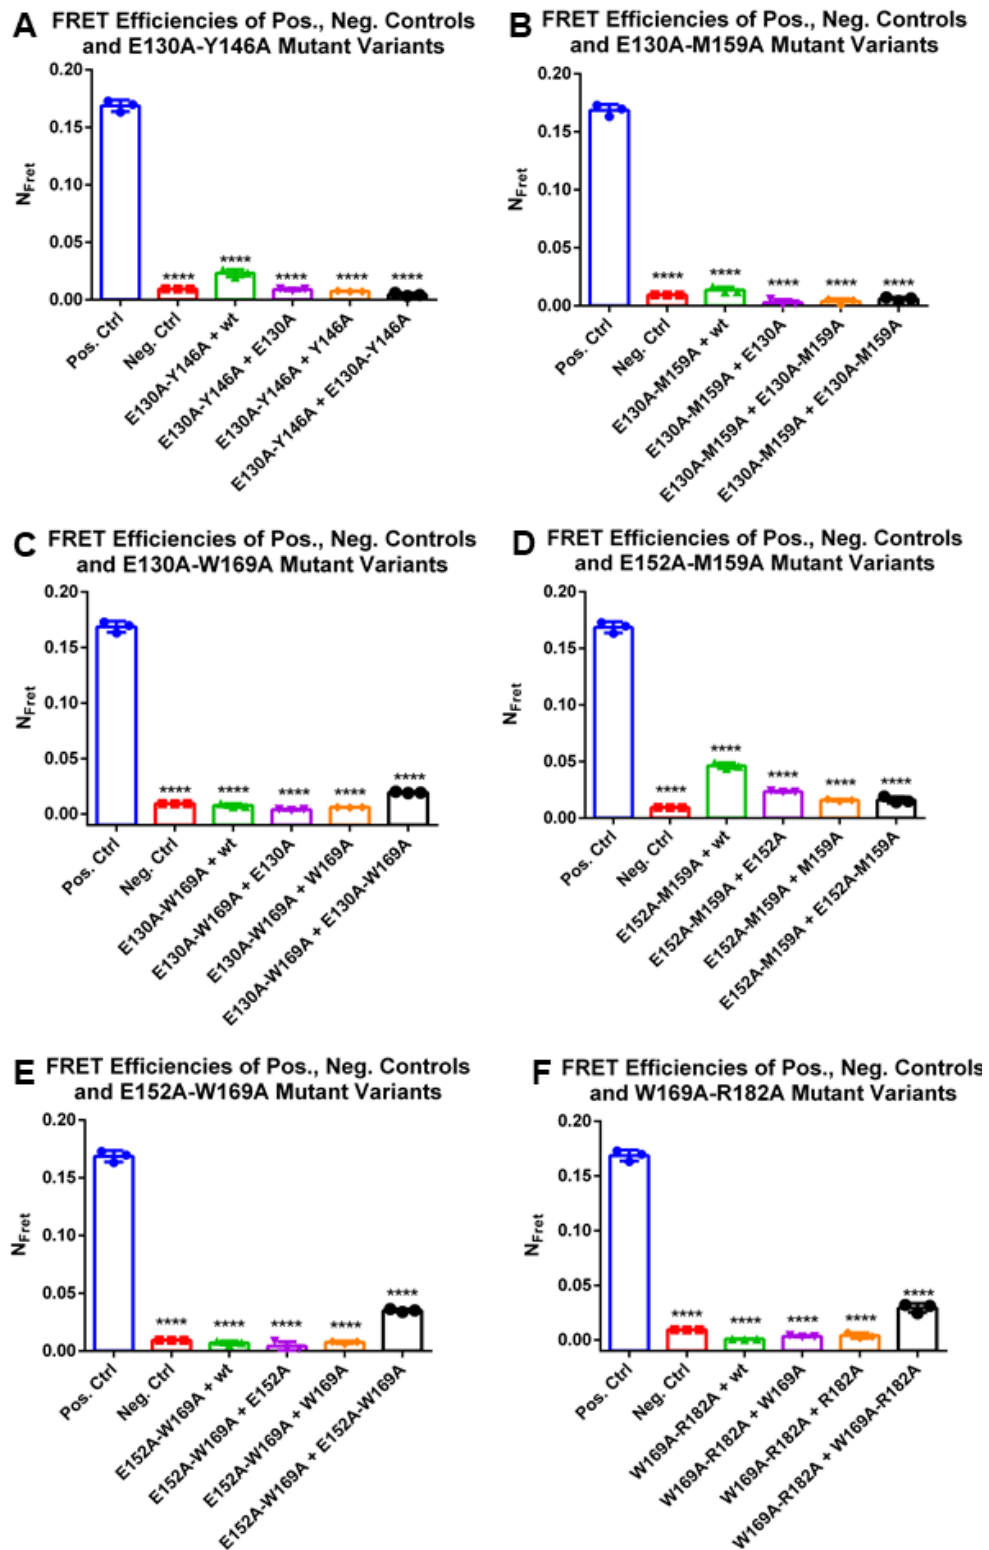 A
FRET Efficiencies of Pos., Neg. Controls
and E130A-Y146A Mutant Variants
0.20
0.15
0.10
0.05
0.00
NFret
****
****
****
****
****
Pos. Ctrl
Neg. Ctrl
E130A-Y146A + wt
E130A-Y146A + E130A
E130A-Y146A + Y146A
E130A-Y146A + E130A-Y146A
B
FRET Efficiencies of Pos., Neg. Controls
and E130A-M159A Mutant Variants
0.20
0.15
0.10
0.05
0.00
NFret
****
****
****
****
****
Pos. Ctrl
Neg. Ctrl
E130A-M159A + wt
E130A-M159A + E130A
E130A-M159A + E130A-M159A
E130A-M159A + E130A-M159A
C
FRET Efficiencies of Pos., Neg. Controls
and E130A-W169A Mutant Variants
0.20
0.15
0.10
0.05
0.00
NFret
****
****
****
****
****
Pos. Ctrl
Neg. Ctrl
E130A-W169A + wt
E130A-W169A + E130A
E130A-W169A + W169A
E130A-W169A + E130A-W169A
D
FRET Efficiencies of Pos., Neg. Controls
and E152A-M159A Mutant Variants
0.20
0.15
0.10
0.05
0.00
NFret
****
****
****
****
****
Pos. Ctrl
Neg. Ctrl
E152A-M159A + wt
E152A-M159A + E152A
E152A-M159A + M159A
E152A-M159A + E152A-M159A
E
FRET Efficiencies of Pos., Neg. Controls
and E152A-W169A Mutant Variants
0.20
0.15
0.10
0.05
0.00
NFret
****
****
****
****
****
Pos. Ctrl
Neg. Ctrl
E152A-W169A + wt
E152A-W169A + E152A
E152A-W169A + W169A
E152A-W169A + E152A-W169A
F
FRET Efficiencies of Pos., Neg. Controls
and W169A-R182A Mutant Variants
0.20
0.15
0.10
0.05
0.00
NFret
****
****
****
****
****
Pos. Ctrl
Neg. Ctrl
W169A-R182A + wt
W169A-R182A + W169A
W169A-R182A + R182A
W169A-R182A + W169A-R182A